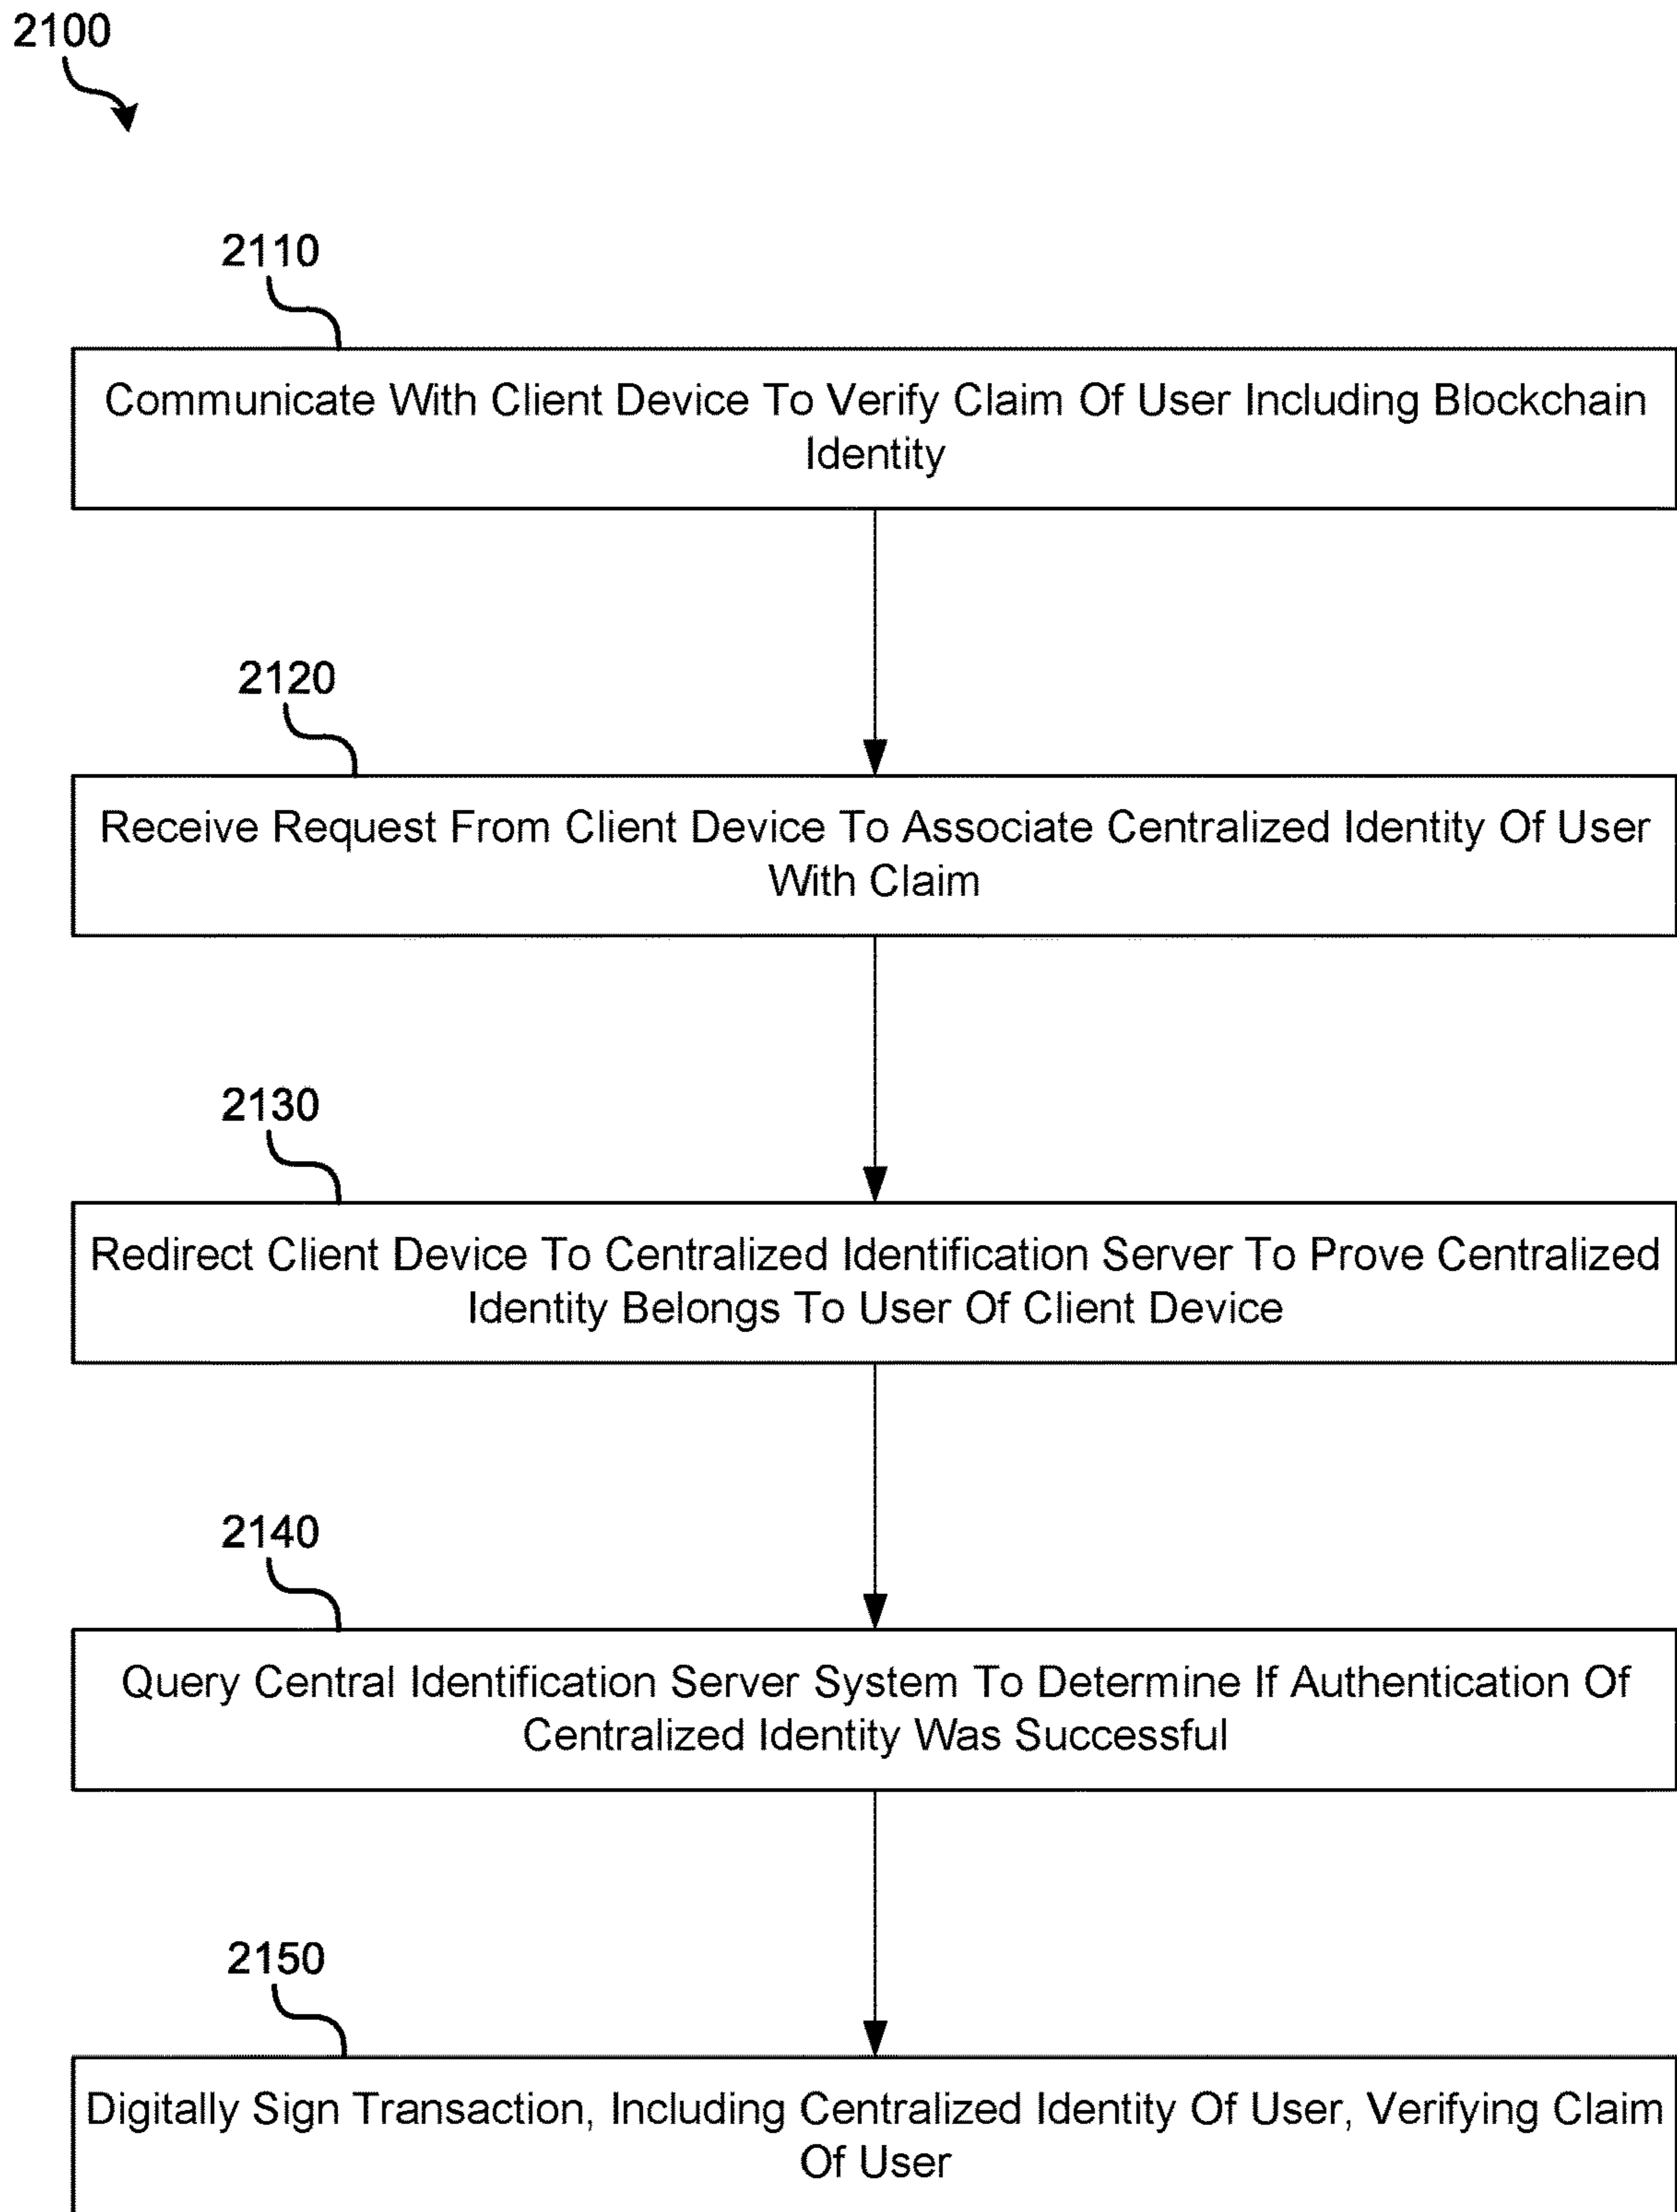 2100
2110
Communicate With Client Device To Verify Claim Of User Including Blockchain
Identity
2120
Receive Request From Client Device To Associate Centralized Identity Of User
With Claim
2130
Redirect Client Device To Centralized Identification Server To Prove Centralized
Identity Belongs To User Of Client Device
2140
Query Central Identification Server System To Determine If Authentication Of
Centralized Identity Was Successful
2150
Digitally Sign Transaction, Including Centralized Identity Of User, Verifying Claim
Of User